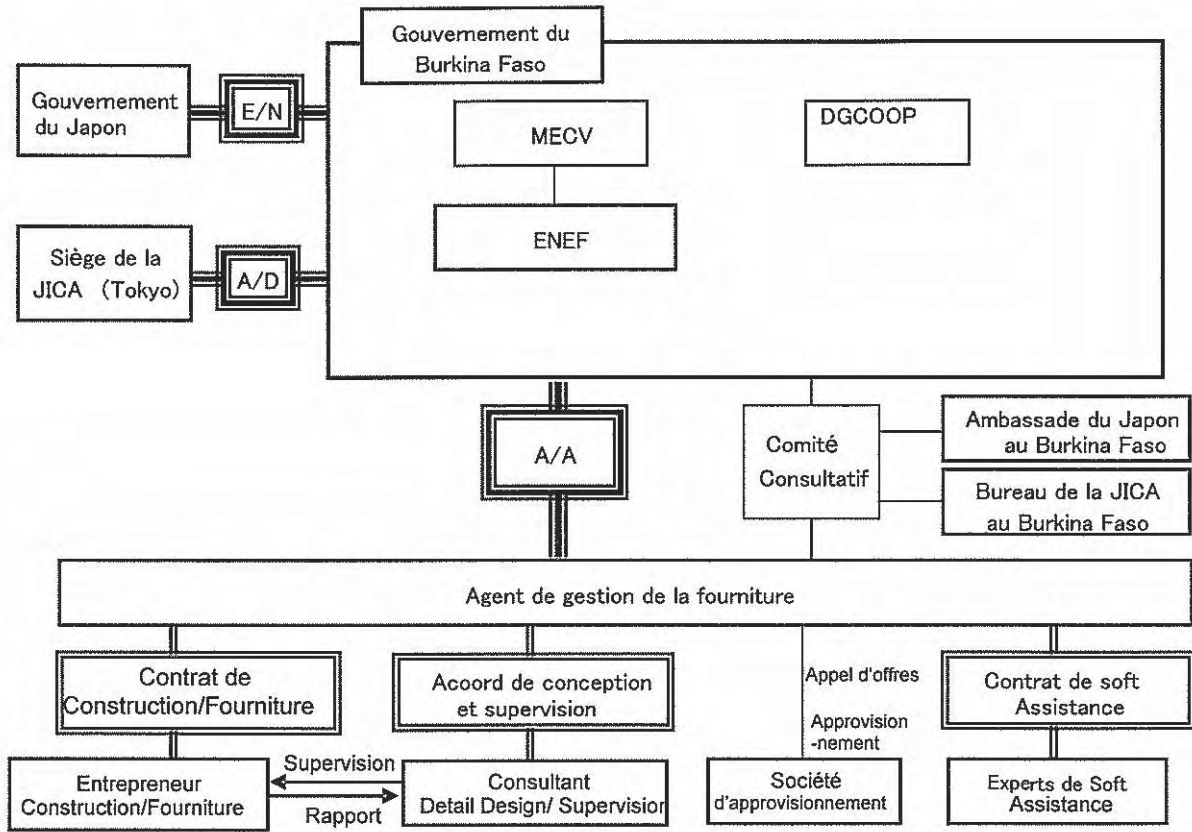 Gouvernement du
Burkina Faso
Gouvernement
du Japon
E/N
MECV
DGCOOP
ENEF
Siège de la
JICA (Tokyo)
A/D
A/A
Comité
Consultatif
Ambassade du Japon
au Burkina Faso
Bureau de la JICA
au Burkina Faso
Agent de gestion de la fourniture
Contrat de
Construction/Fourniture
Acoord de conception
et supervision
Appel d'offres
Approvision
-nement
Contrat de soft
Assistance
Entrepreneur
Construction/Fourniture
Supervision
Rapport
Consultant
Detail Design/ Supervision
Société
d'approvisionnement
Experts de Soft
Assistance